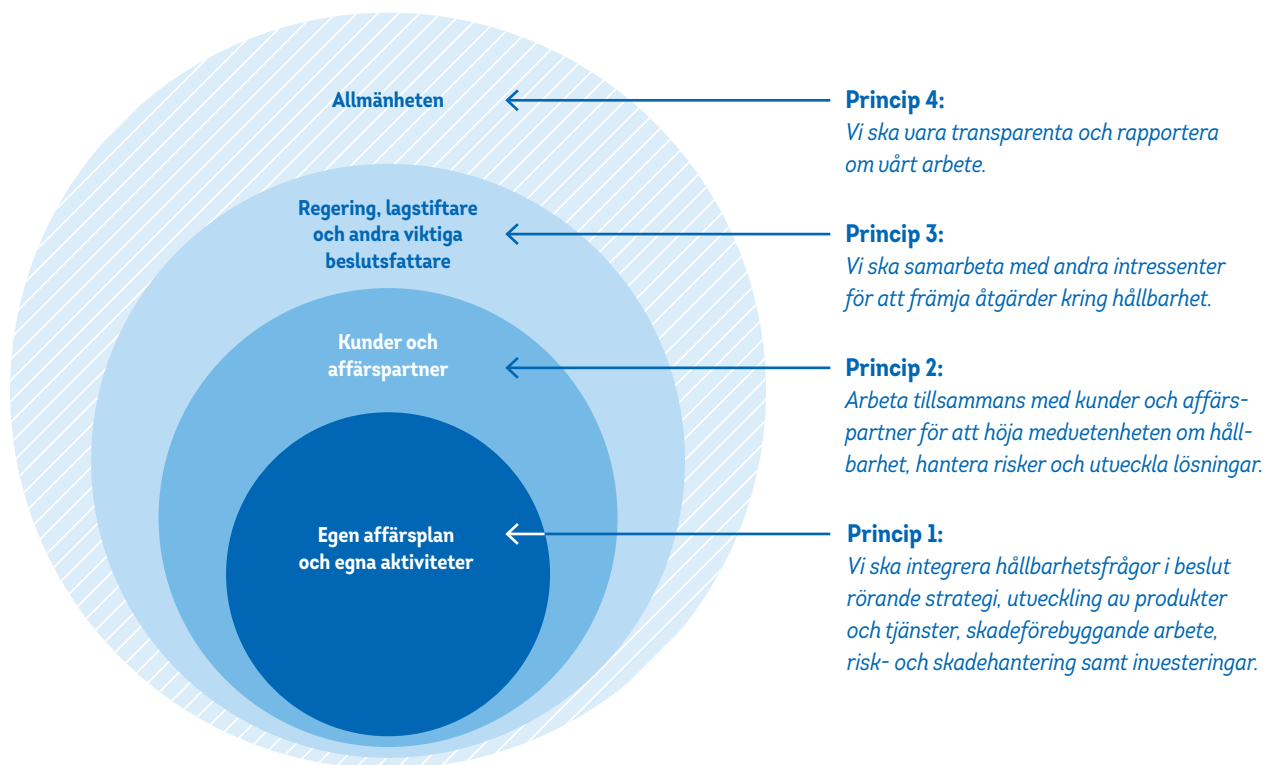 Allmänheten
Princip 4:
Vi ska vara transparenta och rapportera
om vårt arbete.
Regering, lagstiftare
och andra viktiga
beslutsfattare
Princip 3:
Vi ska samarbeta med andra intressenter
för att främja åtgärder kring hållbarhet.
Kunder och
affärspartner
Princip 2:
Arbeta tillsammans med kunder och affärs-
partner för att höja medvetenheten om håll-
barhet, hantera risker och utveckla lösningar.
Egen affärsplan
och egna aktiviteter
Princip 1:
Vi ska integrera hållbarhetsfrågor i beslut
rörande strategi, utveckling av produkter
och tjänster, skadeförebyggande arbete,
risk- och skadehantering samt investeringar.